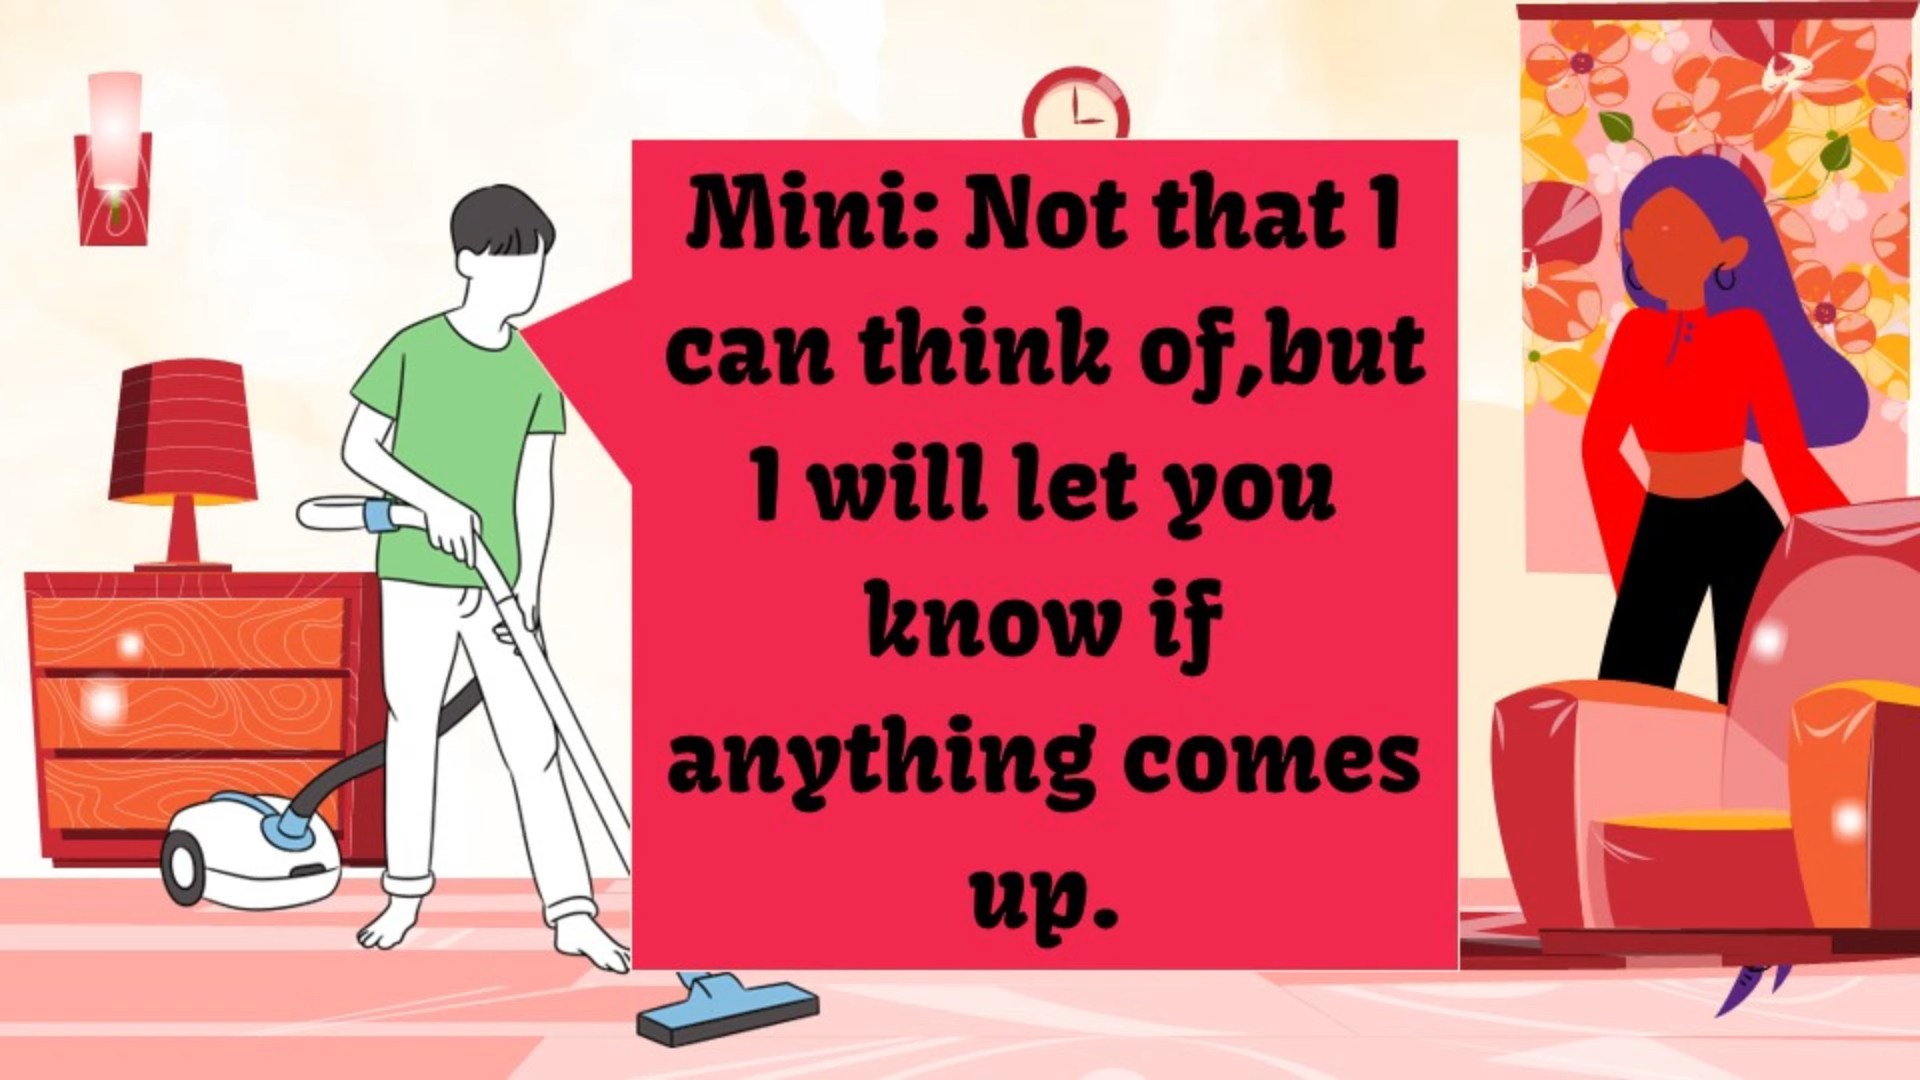 Mini: Not that I
can think of,but
I will let you
know if
anything comes
up.